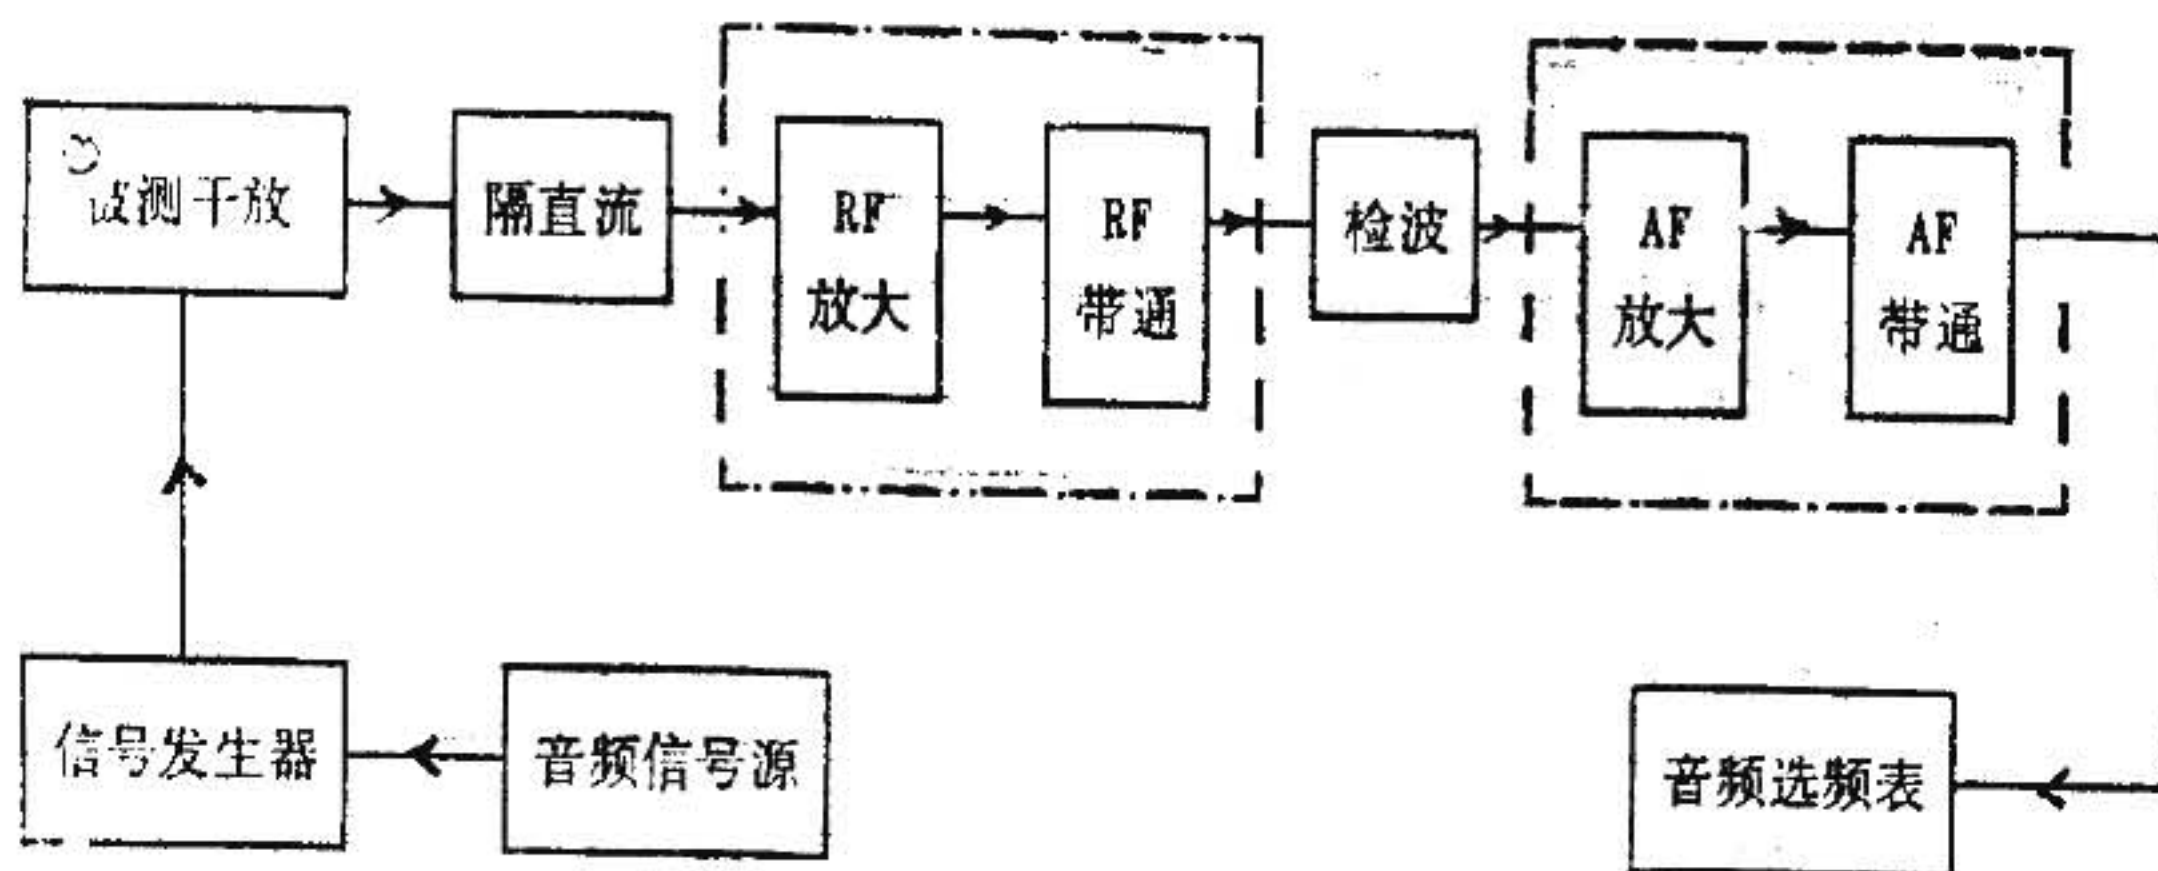 被测干放
隔直流
RF
放大
RF
带通
检波
AF
放大
AF
带通
信号发生器
音频信号源
音频选频表